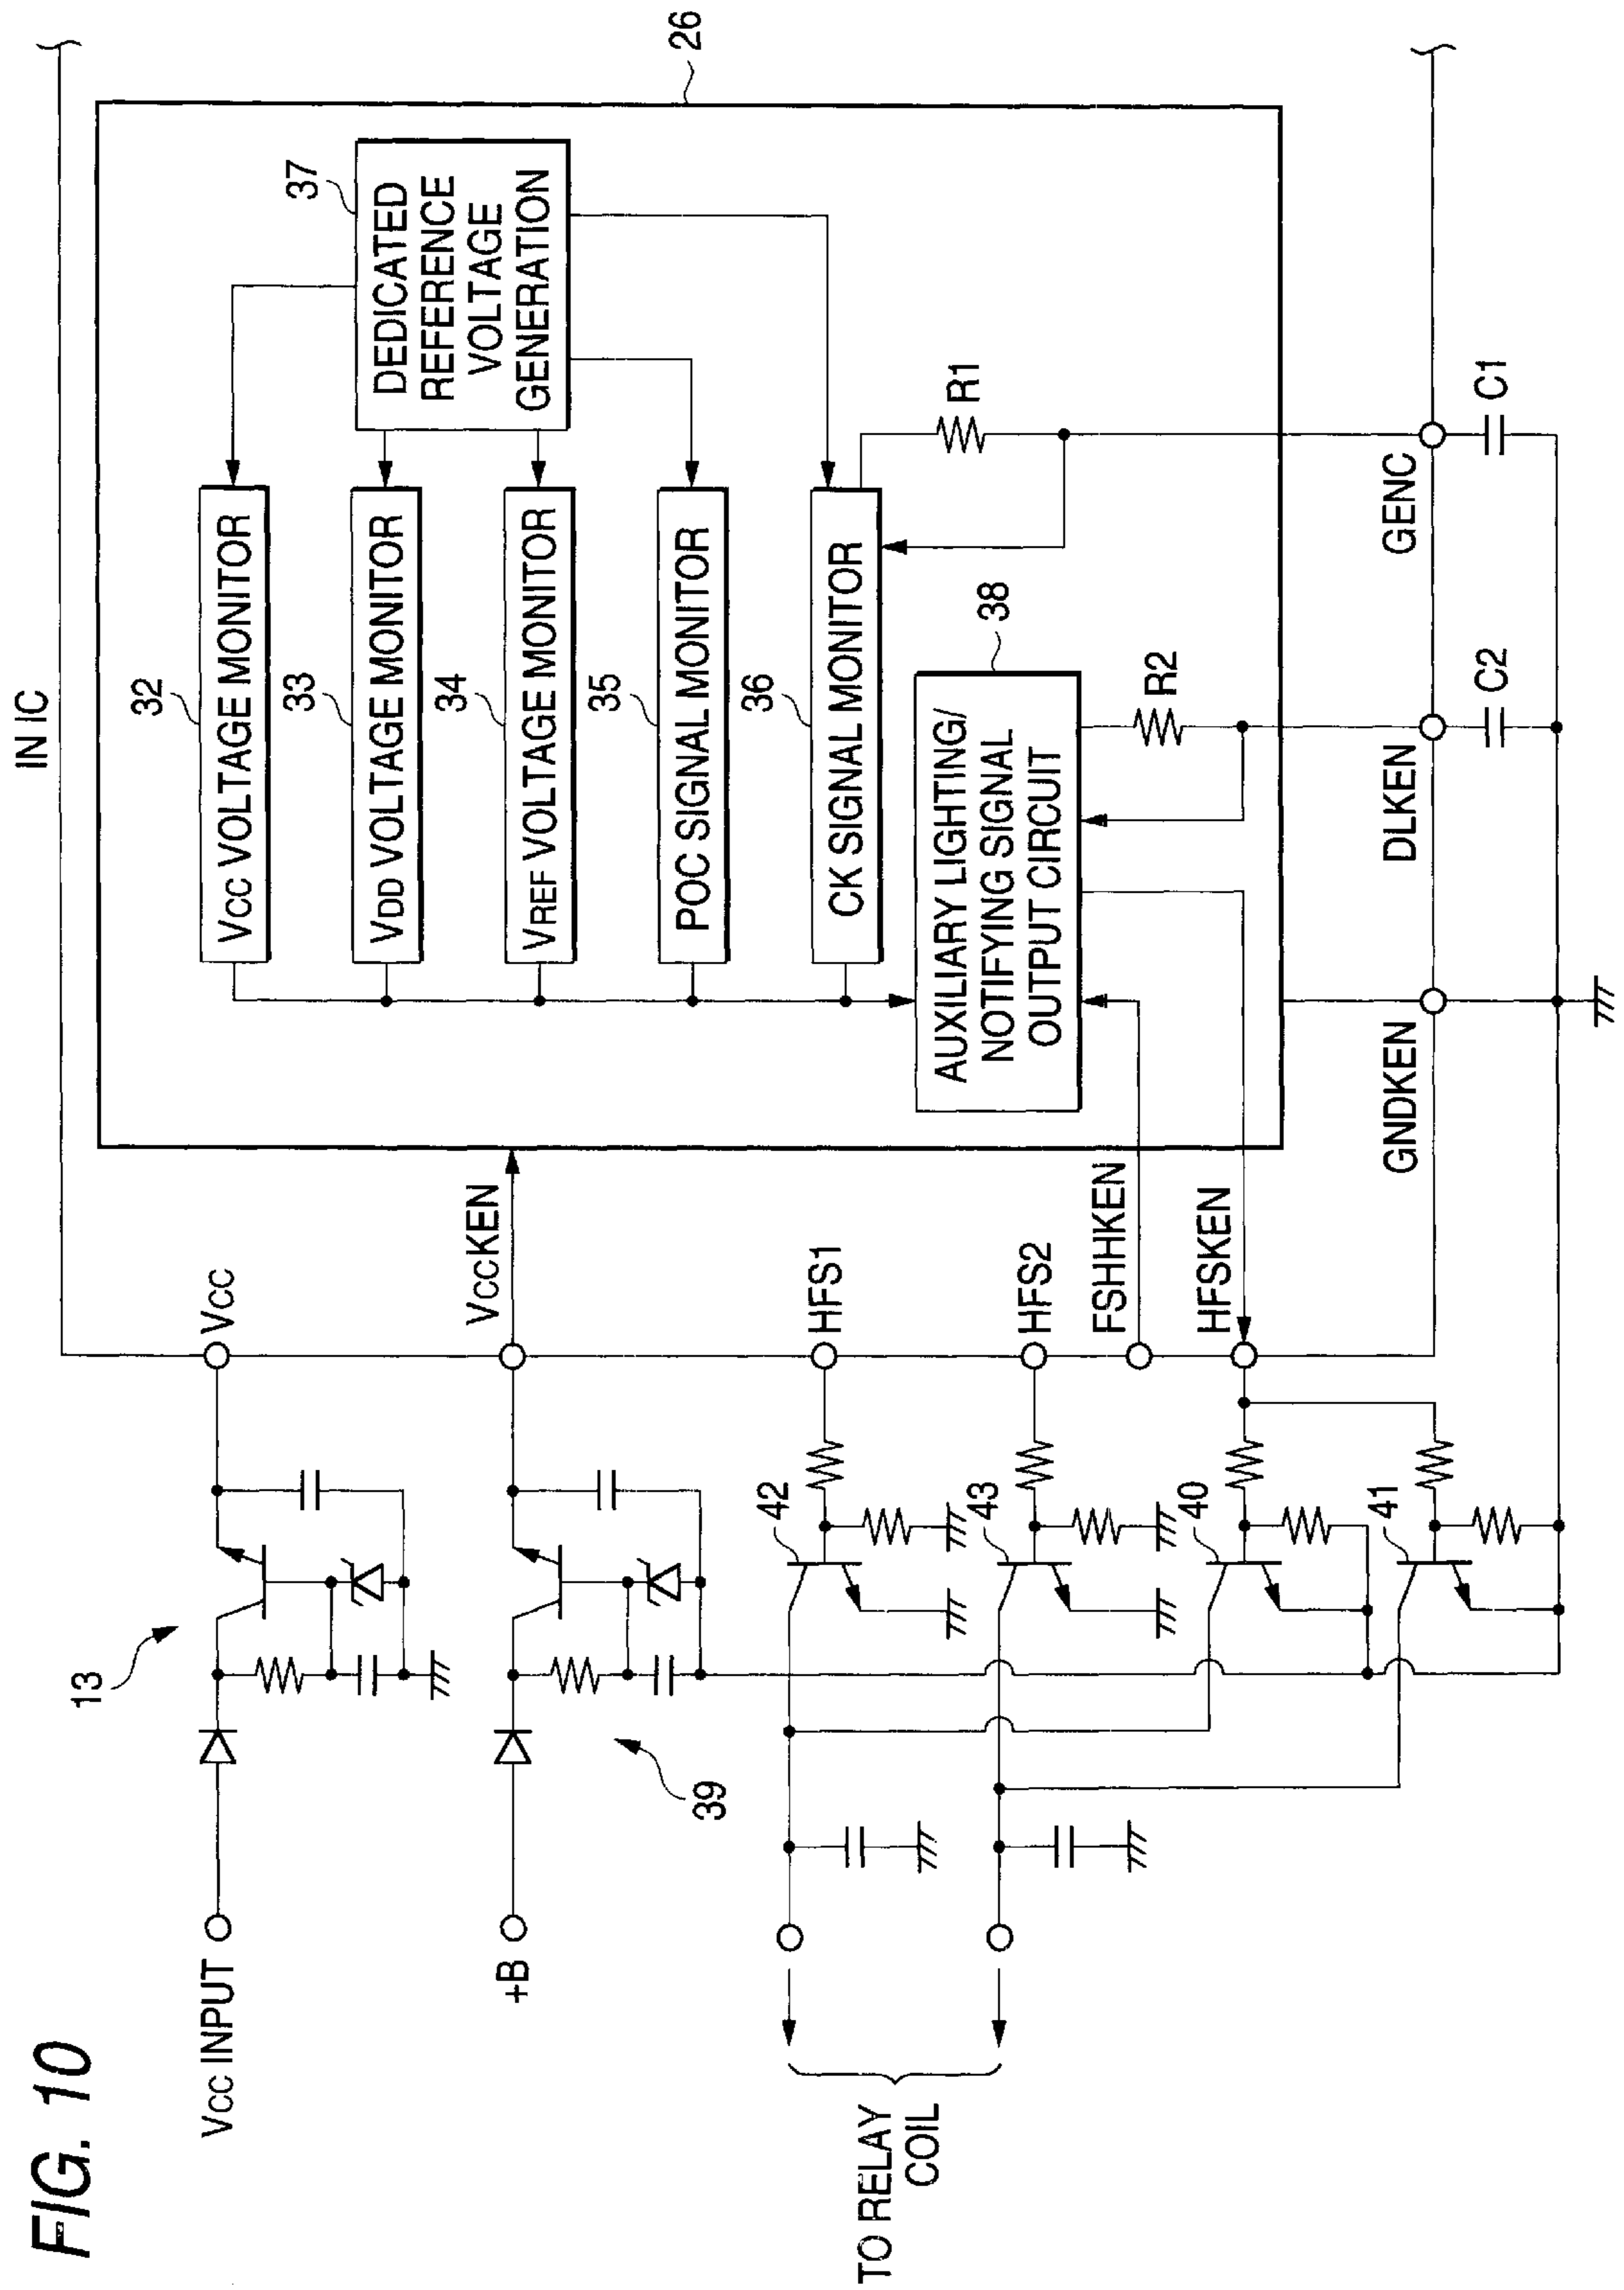 FIG. 10
IN IC
26
VCC INPUT
13
VCC
32
VCC VOLTAGE MONITOR
37
DEDICATED
REFERENCE
VOLTAGE
GENERATION
33
VDD VOLTAGE MONITOR
+B
39
VCCKEN
34
VREF VOLTAGE MONITOR
35
POC SIGNAL MONITOR
36
CK SIGNAL MONITOR
R1
TO RELAY
COIL
42
HFS1
43
HFS2
38
AUXILIARY LIGHTING/
NOTIFYING SIGNAL
OUTPUT CIRCUIT
R2
FSHHKEN
40
HFSKEN
41
GNDKEN
DLKEN
GENC
C2
C1